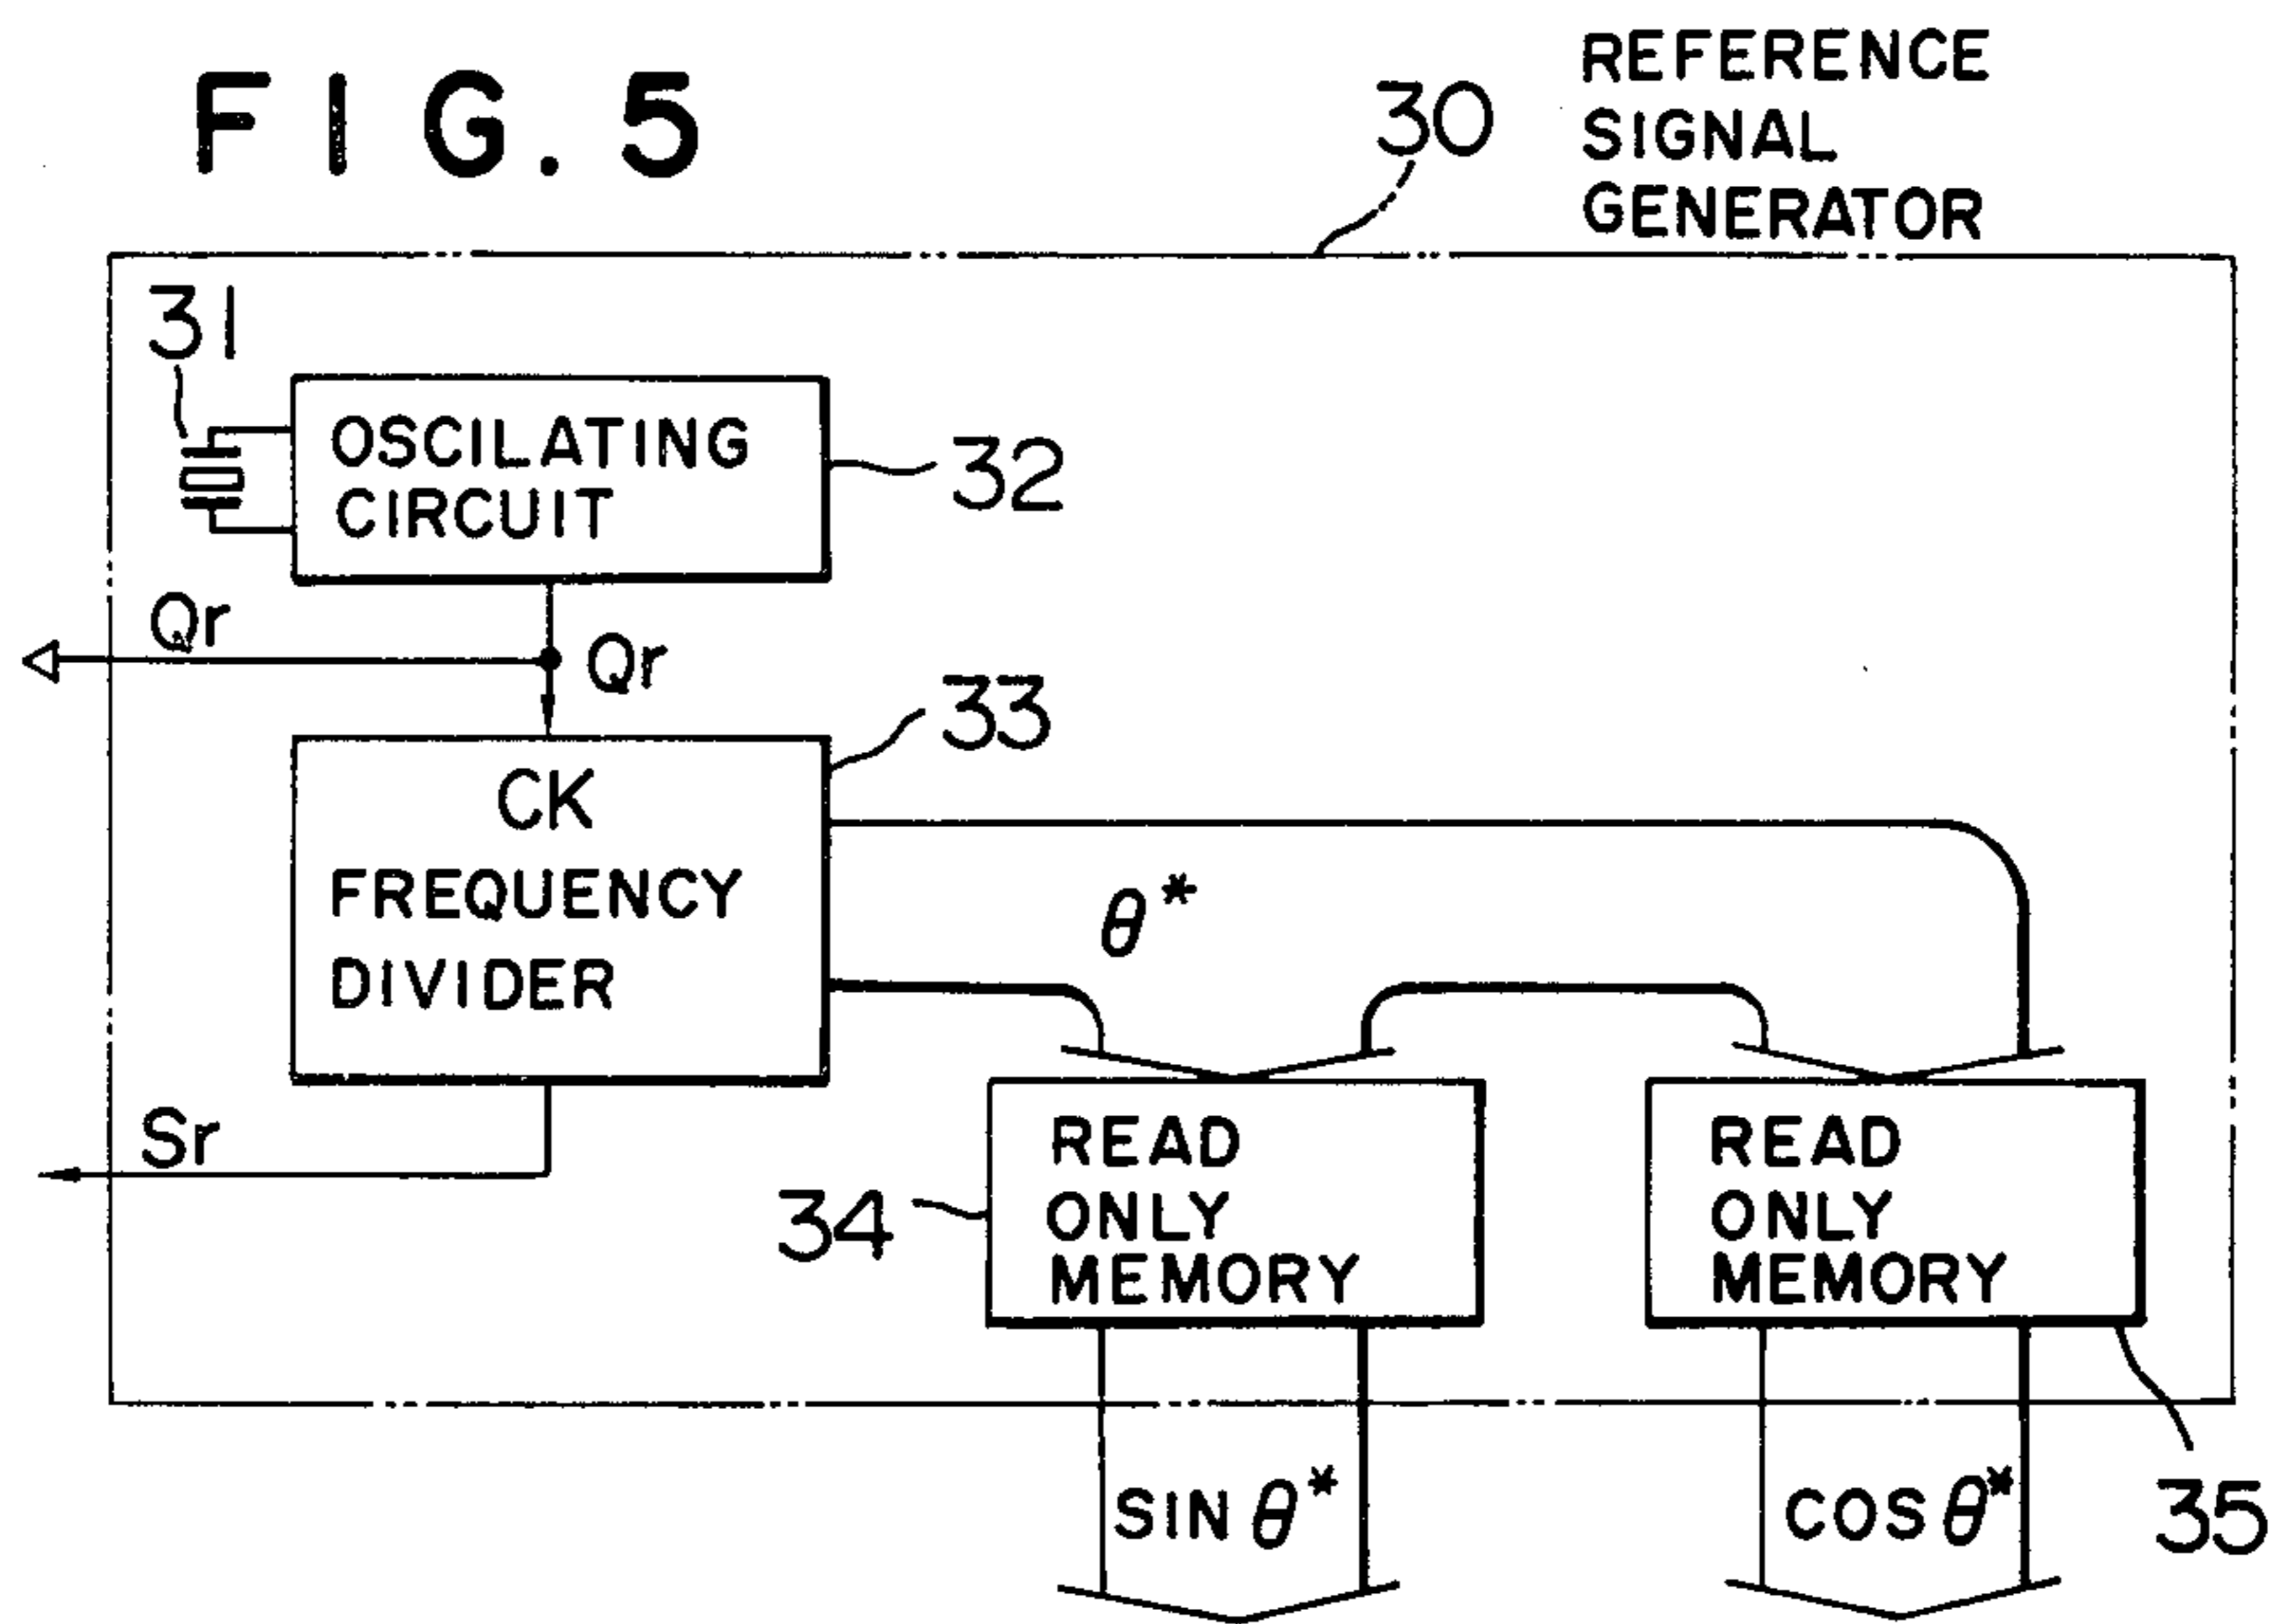 FIG. 5
30
REFERENCE
SIGNAL
GENERATOR
31
OSCILATING
CIRCUIT
32
Qr
Qr
33
CK
FREQUENCY
DIVIDER
θ*
Sr
34
READ
ONLY
MEMORY
READ
ONLY
MEMORY
SIN θ*
COS θ*
35